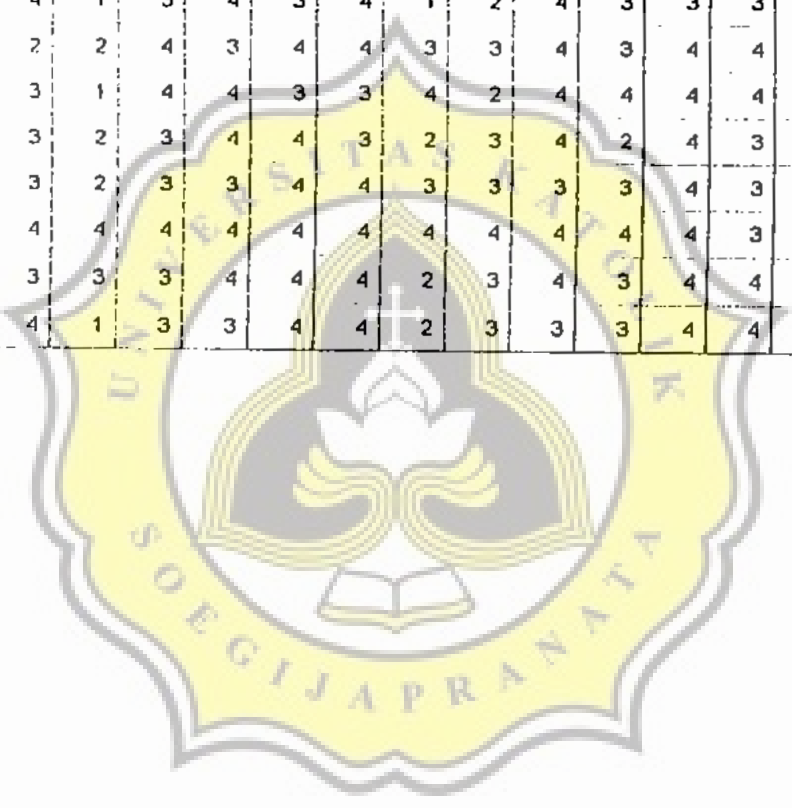 4 1 3 4 3 4 1 2 4 3 3 3
2 2 4 3 4 4 3 3 4 3 4 4
3 1 4 4 3 3 4 2 4 4 4 4
3 2 3 4 4 3 2 3 4 2 4 3
3 2 3 3 4 4 3 3 3 3 4 3
4 4 4 4 4 4 4 4 4 4 4 3
3 3 3 4 4 4 2 3 4 3 4 4
4 1 3 3 4 4 2 3 3 3 4 4
UNIVERSITAS KATOLIK
SOEGIJAPRANATA